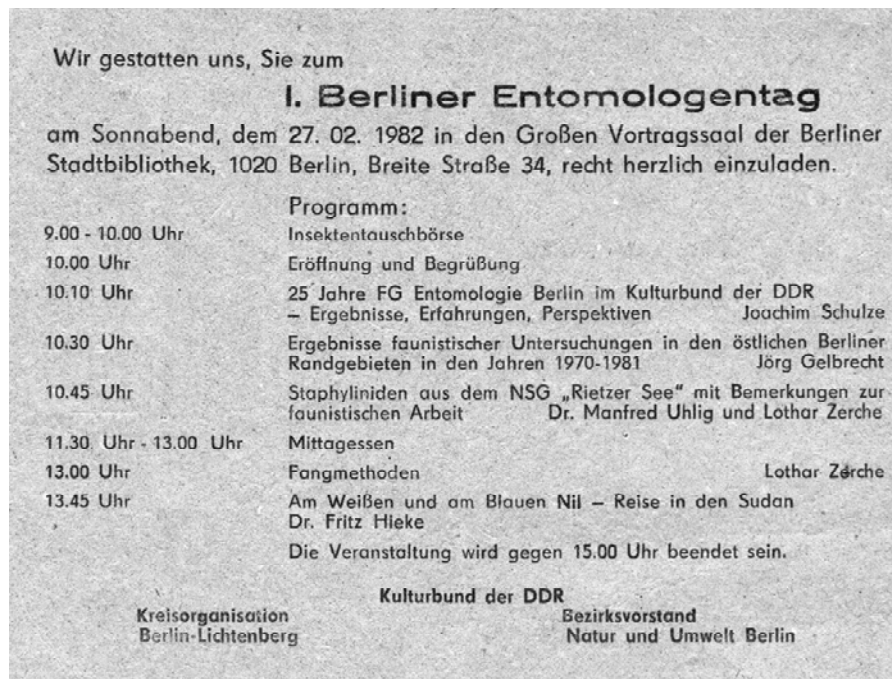 Wir gestatten uns, Sie zum
I. Berliner Entomologentag
am Sonnabend, dem 27. 02. 1982 in den Großen Vortragssaal der Berliner
Stadtbibliothek, 1020 Berlin, Breite Straße 34, recht herzlich einzuladen.
Programm:
9.00 - 10.00 Uhr Insektentauschbörse
10.00 Uhr Eröffnung und Begrüßung
10.10 Uhr 25 Jahre FG Entomologie Berlin im Kulturbund der DDR
– Ergebnisse, Erfahrungen, Perspektiven Joachim Schulze
10.30 Uhr Ergebnisse faunistischer Untersuchungen in den östlichen Berliner
Randgebieten in den Jahren 1970-1981 Jörg Gelbrecht
10.45 Uhr Staphyliniden aus dem NSG „Rietzer See“ mit Bemerkungen zur
faunistischen Arbeit Dr. Manfred Uhlig und Lothar Zerche
11.30 Uhr - 13.00 Uhr Mittagessen
13.00 Uhr Fangmethoden Lothar Zerche
13.45 Uhr Am Weißen und am Blauen Nil – Reise in den Sudan
Dr. Fritz Hieke
Die Veranstaltung wird gegen 15.00 Uhr beendet sein.
Kulturbund der DDR
Kreisorganisation Bezirksvorstand
Berlin-Lichtenberg Natur und Umwelt Berlin